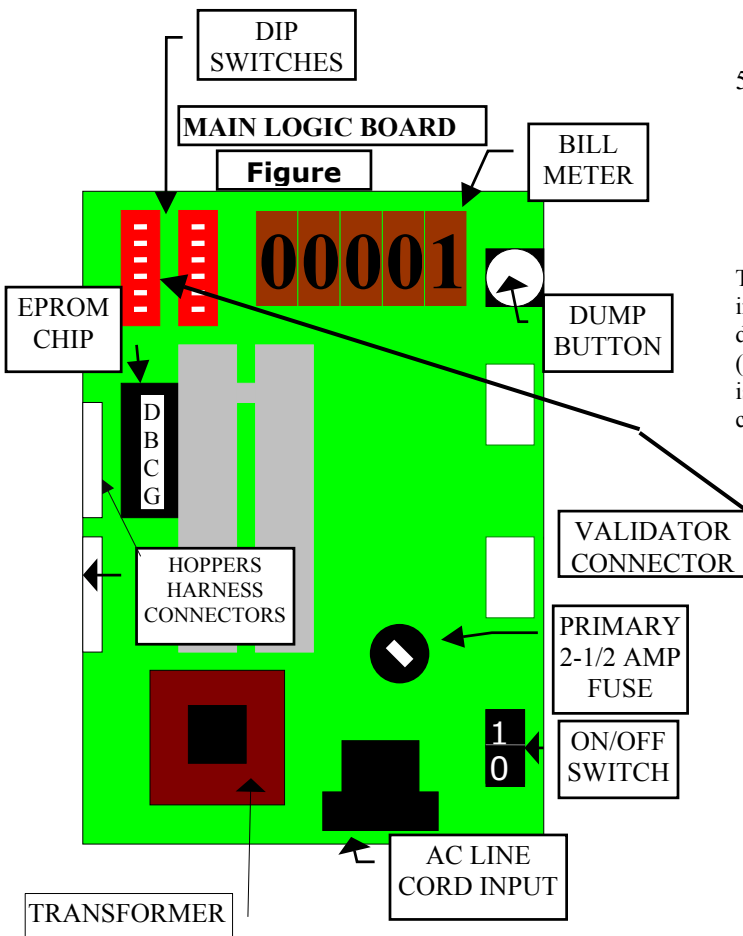 DIP
SWITCHES
MAIN LOGIC BOARD
Figure
BILL
METER
5
00001
EPROM
CHIP
DUMP
BUTTON
T
i
d
(
i
c
D
B
C
G
HOPPERS
HARNESS
CONNECTORS
VALIDATOR
CONNECTOR
PRIMARY
2-1/2 AMP
FUSE
1
0
ON/OFF
SWITCH
AC LINE
CORD INPUT
TRANSFORMER